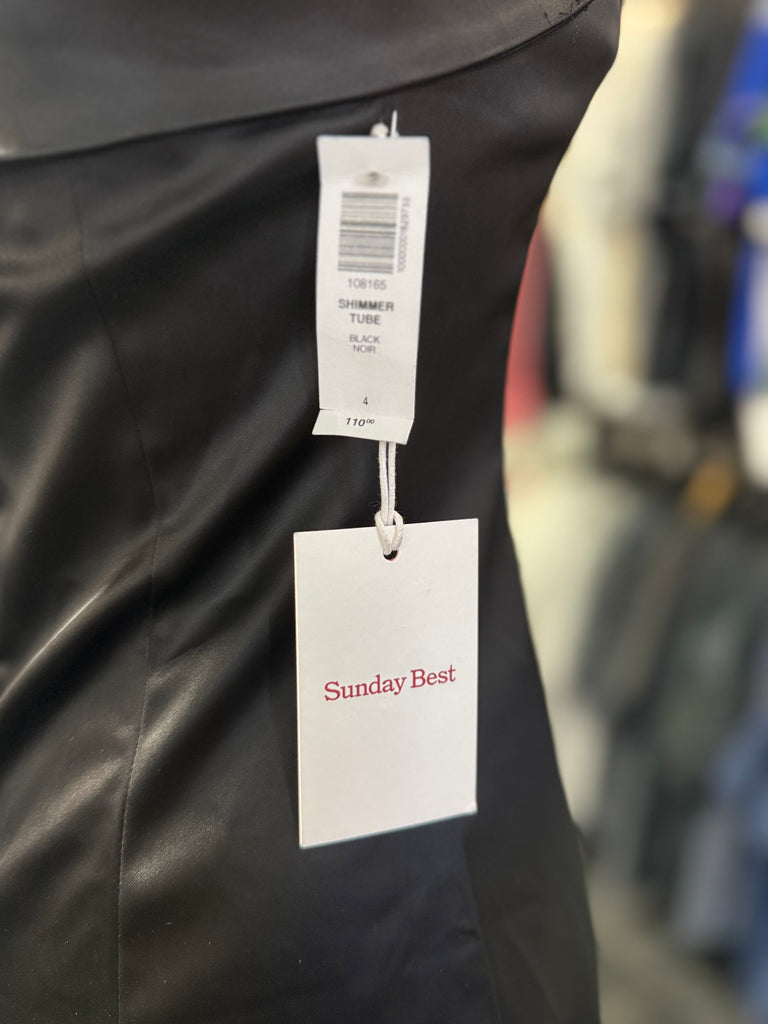 108165
SHIMMER
TUBE
BLACK
NOIR
4
110⁰⁰
Sunday Best